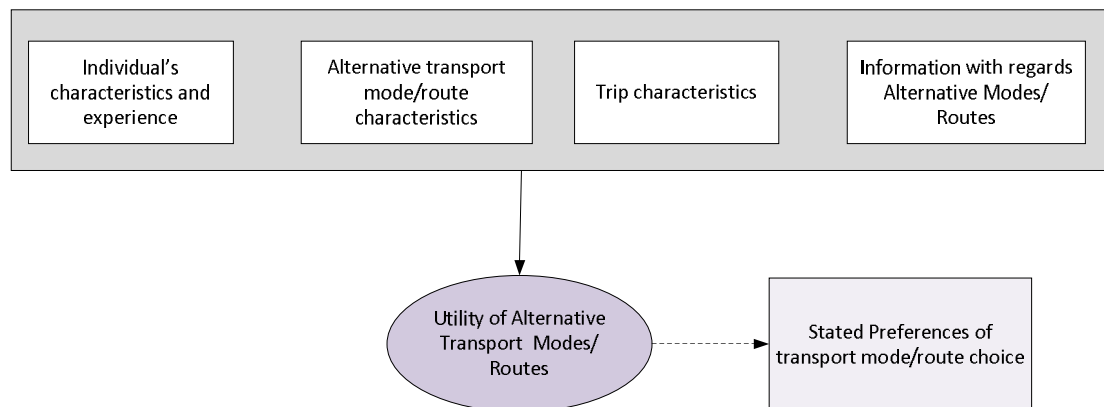 Individual's
characteristics and
experience
Alternative transport
mode/route
characteristics
Trip characteristics
Information with regards
Alternative Modes/
Routes
Utility of Alternative
Transport Modes/
Routes
Stated Preferences of
transport mode/route choice